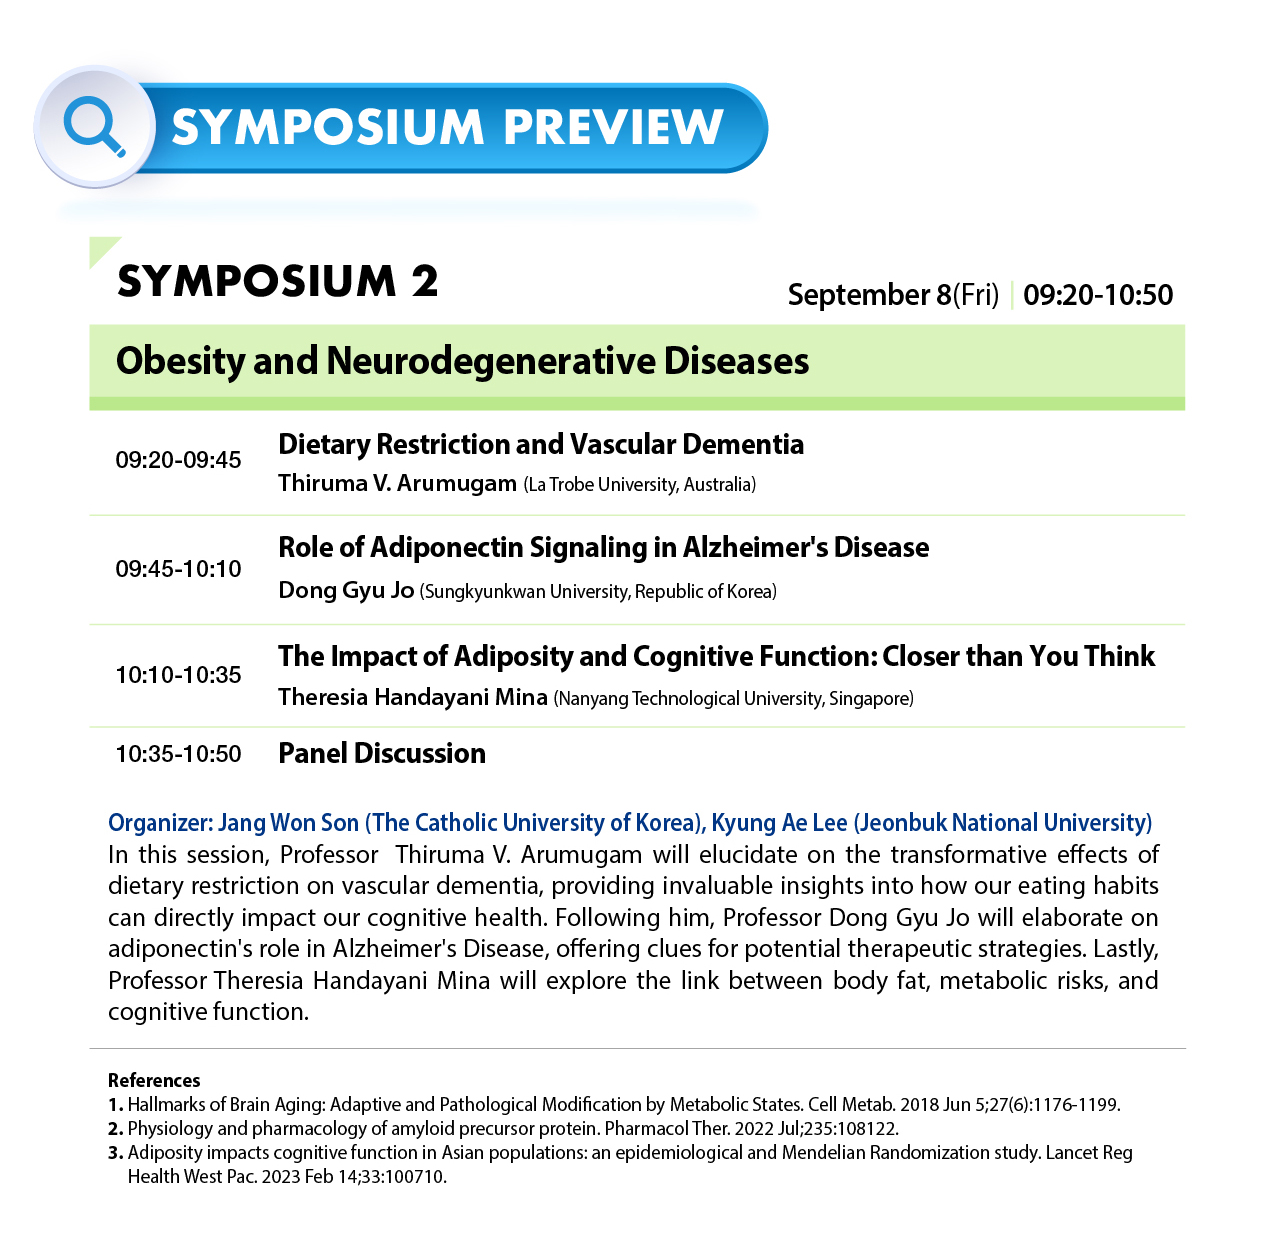 SYMPOSIUM PREVIEW
SYMPOSIUM 2
September 8(Fri) | 09:20-10:50
Obesity and Neurodegenerative Diseases
09:20-09:45
Dietary Restriction and Vascular Dementia
Thiruma V. Arumugam (La Trobe University, Australia)
09:45-10:10
Role of Adiponectin Signaling in Alzheimer's Disease
Dong Gyu Jo (Sungkyunkwan University, Republic of Korea)
10:10-10:35
The Impact of Adiposity and Cognitive Function: Closer than You Think
Theresia Handayani Mina (Nanyang Technological University, Singapore)
10:35-10:50
Panel Discussion
Organizer: Jang Won Son (The Catholic University of Korea), Kyung Ae Lee (Jeonbuk National University)
In this session, Professor Thiruma V. Arumugam will elucidate on the transformative effects of
dietary restriction on vascular dementia, providing invaluable insights into how our eating habits
can directly impact our cognitive health. Following him, Professor Dong Gyu Jo will elaborate on
adiponectin's role in Alzheimer's Disease, offering clues for potential therapeutic strategies. Lastly,
Professor Theresia Handayani Mina will explore the link between body fat, metabolic risks, and
cognitive function.
References
1. Hallmarks of Brain Aging: Adaptive and Pathological Modification by Metabolic States. Cell Metab. 2018 Jun 5;27(6):1176-1199.
2. Physiology and pharmacology of amyloid precursor protein. Pharmacol Ther. 2022 Jul;235:108122.
3. Adiposity impacts cognitive function in Asian populations: an epidemiological and Mendelian Randomization study. Lancet Reg
Health West Pac. 2023 Feb 14;33:100710.